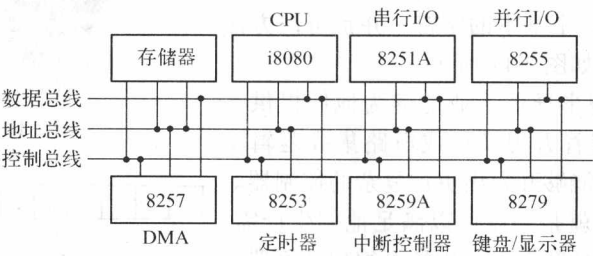 CPU 串行I/O 并行I/O
存储器 i8080 8251A 8255
数据总线
地址总线
控制总线
8257 8253 8259A 8279
DMA 定时器 中断控制器 键盘/显示器